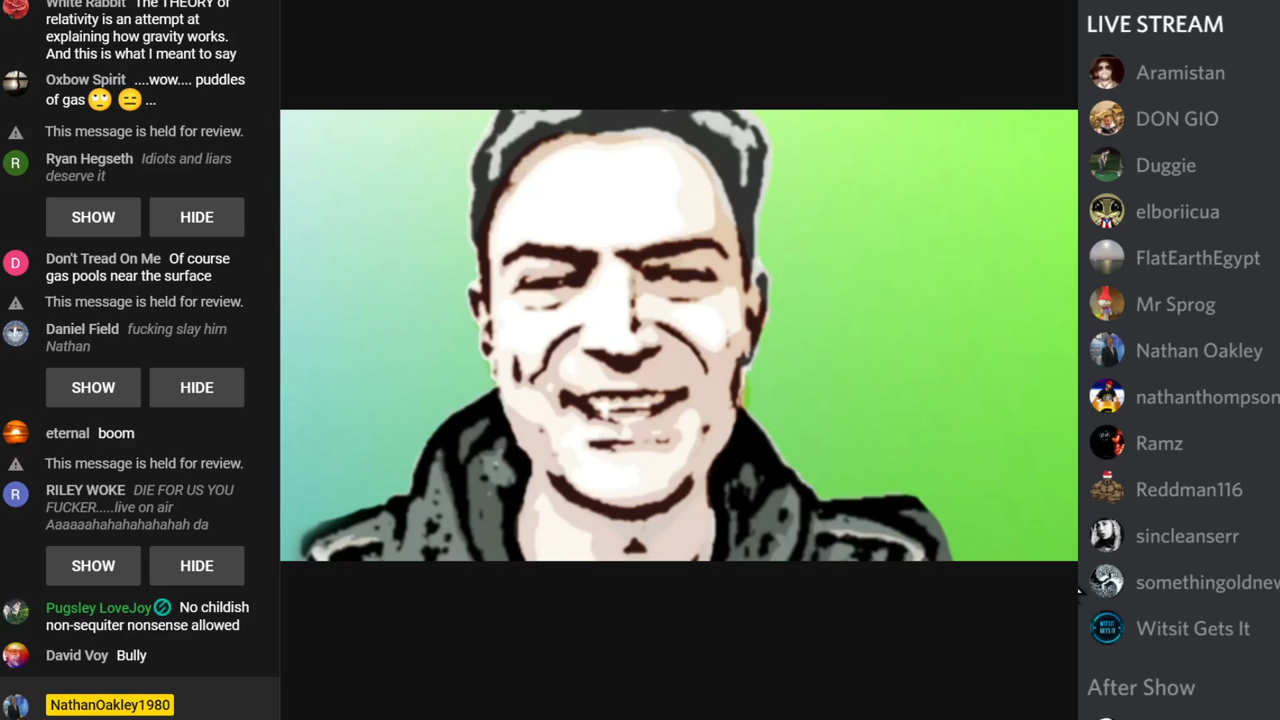 White Rabbit The THEORY of
relativity is an attempt at
explaining how gravity works.
And this is what I meant to say
Oxbow Spirit ....wow.... puddles
of gas🙄 😑 ...
This message is held for review.
R Ryan Hegseth Idiots and liars
deserve it
SHOW HIDE
D Don't Tread On Me Of course
gas pools near the surface
This message is held for review.
Daniel Field fucking slay him
Nathan
SHOW HIDE
eternal boom
This message is held for review.
R RILEY WOKE DIE FOR US YOU
FUCKER.....live on air
Aaaaaahahahahahahah da
SHOW HIDE
Pugsley LoveJoy No childish
non-sequiter nonsense allowed
David Voy Bully
NathanOakley1980
LIVE STREAM
Aramistan
DON GIO
Duggie
elboriicua
FlatEarthEgypt
Mr Sprog
Nathan Oakley
nathanthompson
Ramz
Reddman116
sincleanserr
somethingoldnew
WITSIT
GETS IT
Witsit Gets It
After Show